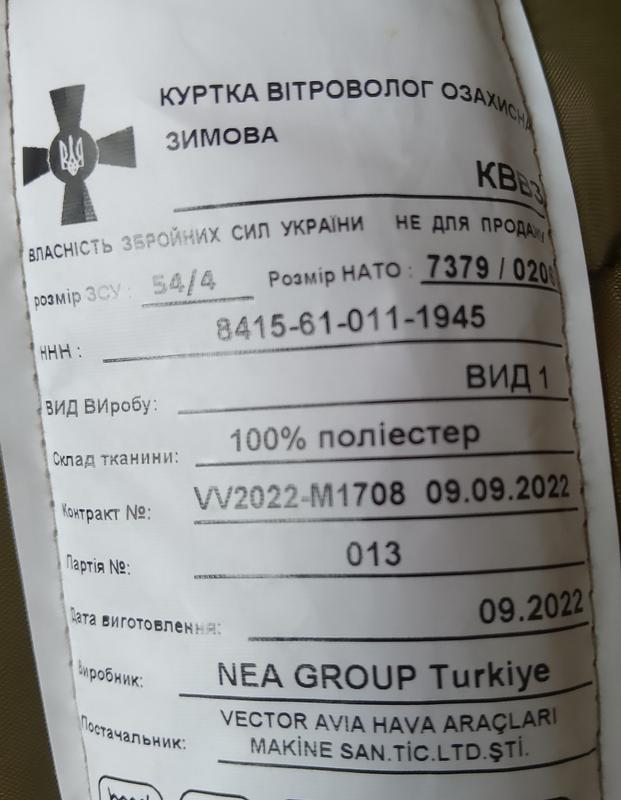 КУРТКА ВІТРОВОЛОГ ОЗАХИСНА
ЗИМОВА
КВВЗ
ВЛАСНІСТЬ ЗБРОЙНИХ СИЛ УКРАЇНИ НЕ ДЛЯ ПРОДАЖУ
розмір ЗСУ : 54/4 Розмір НАТО : 7379 / 0208
ННН : 8415-61-011-1945
ВИД ВИробу: ВИД 1
Склад тканини: 100% поліестер
Контракт №: VV2022-M1708 09.09.2022
Партія №: 013
Дата виготовлення: 09.2022
Виробник: NEA GROUP Turkiye
Постачальник: VECTOR AVIA HAVA ARAÇLARI
MAKİNE SAN.TİC.LTD.ŞTİ.